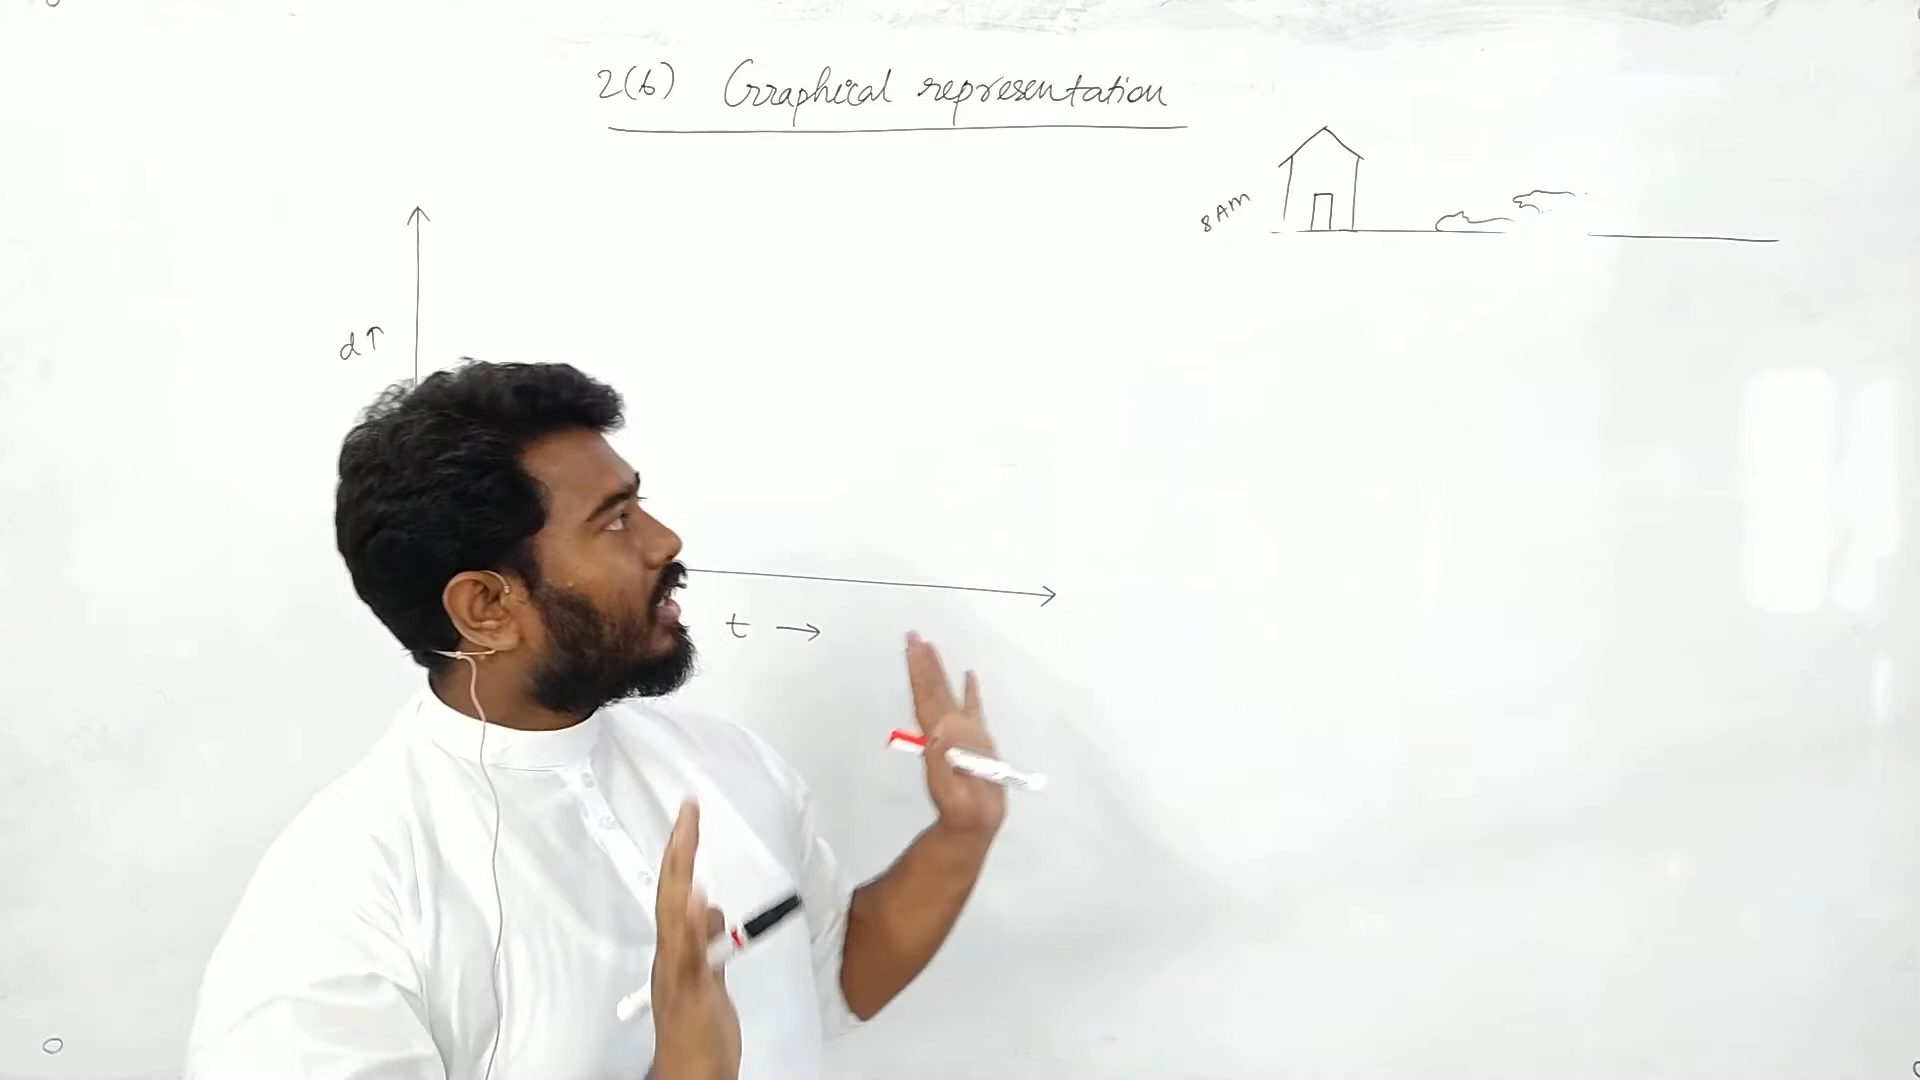 2(b) Graphical representation
8 AM
d↑
t →